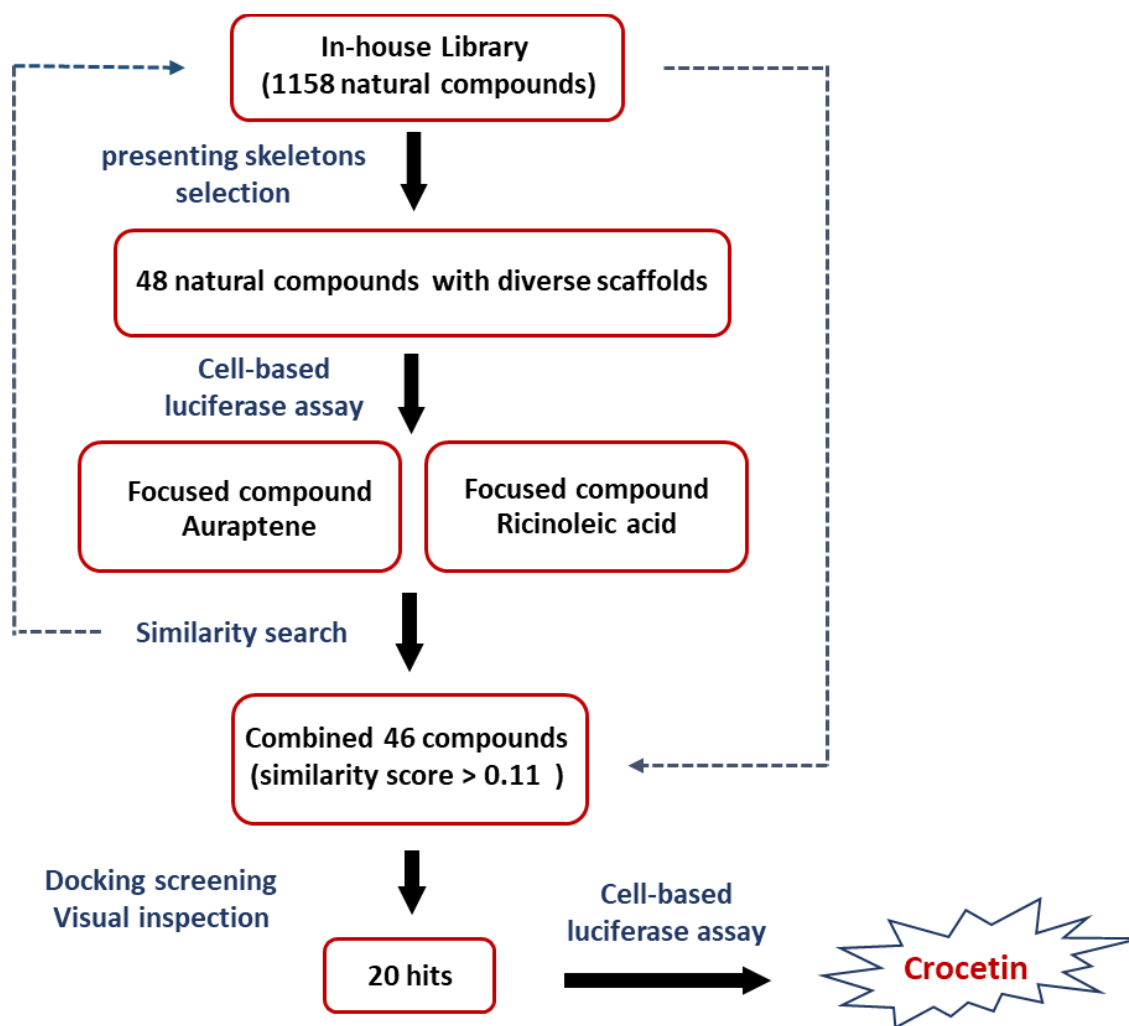 In-house Library
(1158 natural compounds)
presenting skeletons
selection
48 natural compounds with diverse scaffolds
Cell-based
luciferase assay
Focused compound
Auraptene
Focused compound
Ricinoleic acid
Similarity search
Combined 46 compounds
(similarity score > 0.11 )
Docking screening
Visual inspection
20 hits
Cell-based
luciferase assay
Crocetin